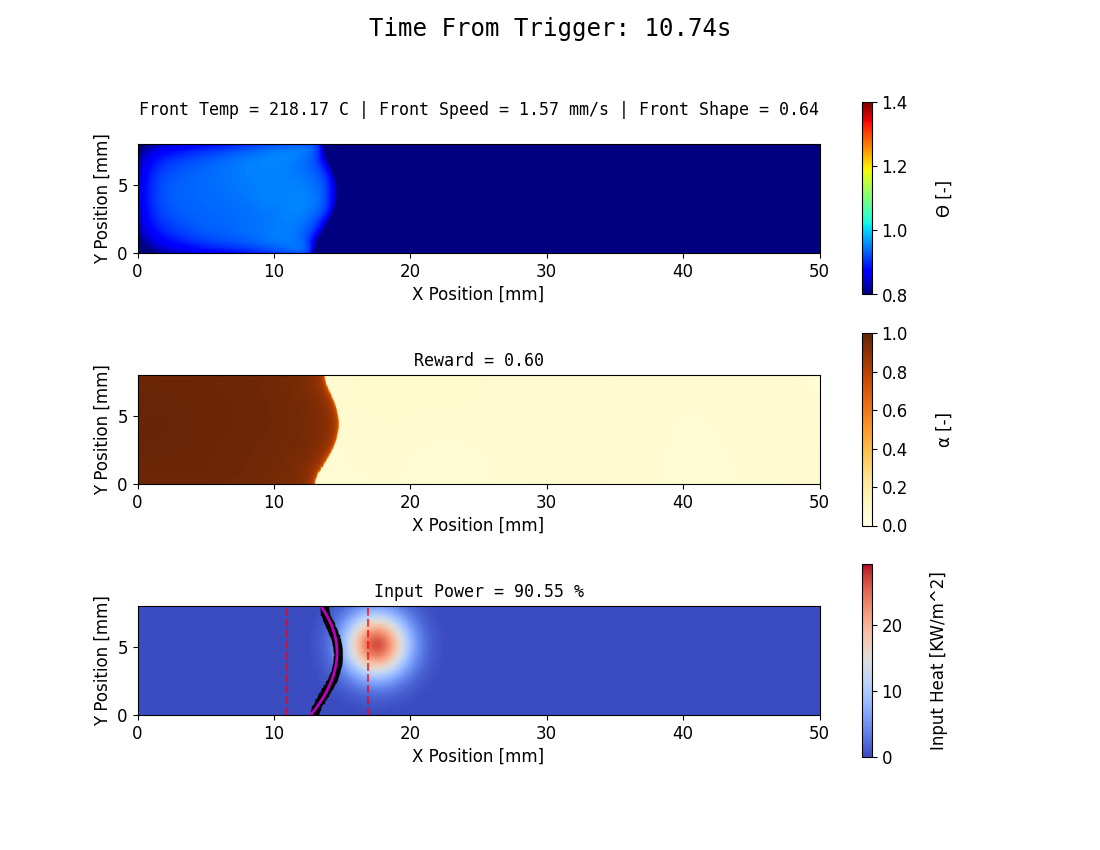 Time From Trigger: 10.74s
Front Temp = 218.17 C | Front Speed = 1.57 mm/s | Front Shape = 0.64
Y Position [mm]
5
0
0 10 20 30 40 50
X Position [mm]
1.4
1.2
1.0
0.8
Θ [-]
Reward = 0.60
Y Position [mm]
5
0
0 10 20 30 40 50
X Position [mm]
1.0
0.8
0.6
0.4
0.2
0.0
α [-]
Input Power = 90.55 %
Y Position [mm]
5
0
0 10 20 30 40 50
X Position [mm]
20
10
0
Input Heat [KW/m^2]